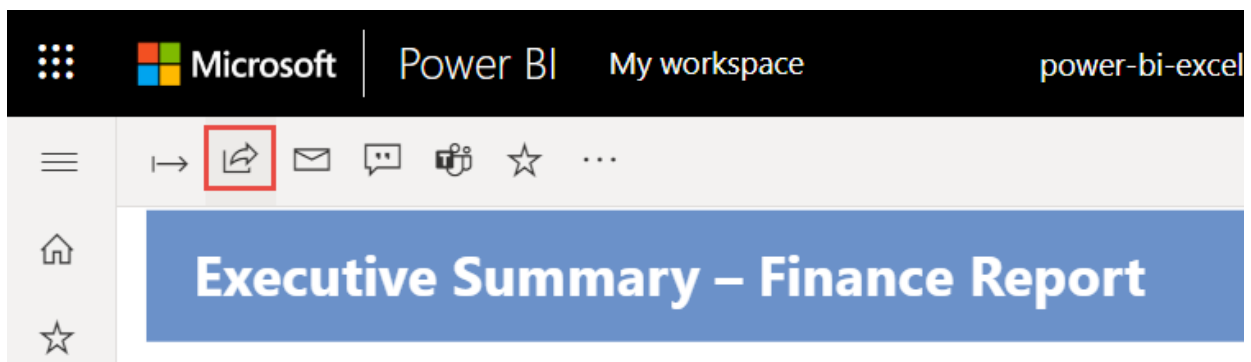 Microsoft Power BI My workspace power-bi-excel
Executive Summary – Finance Report